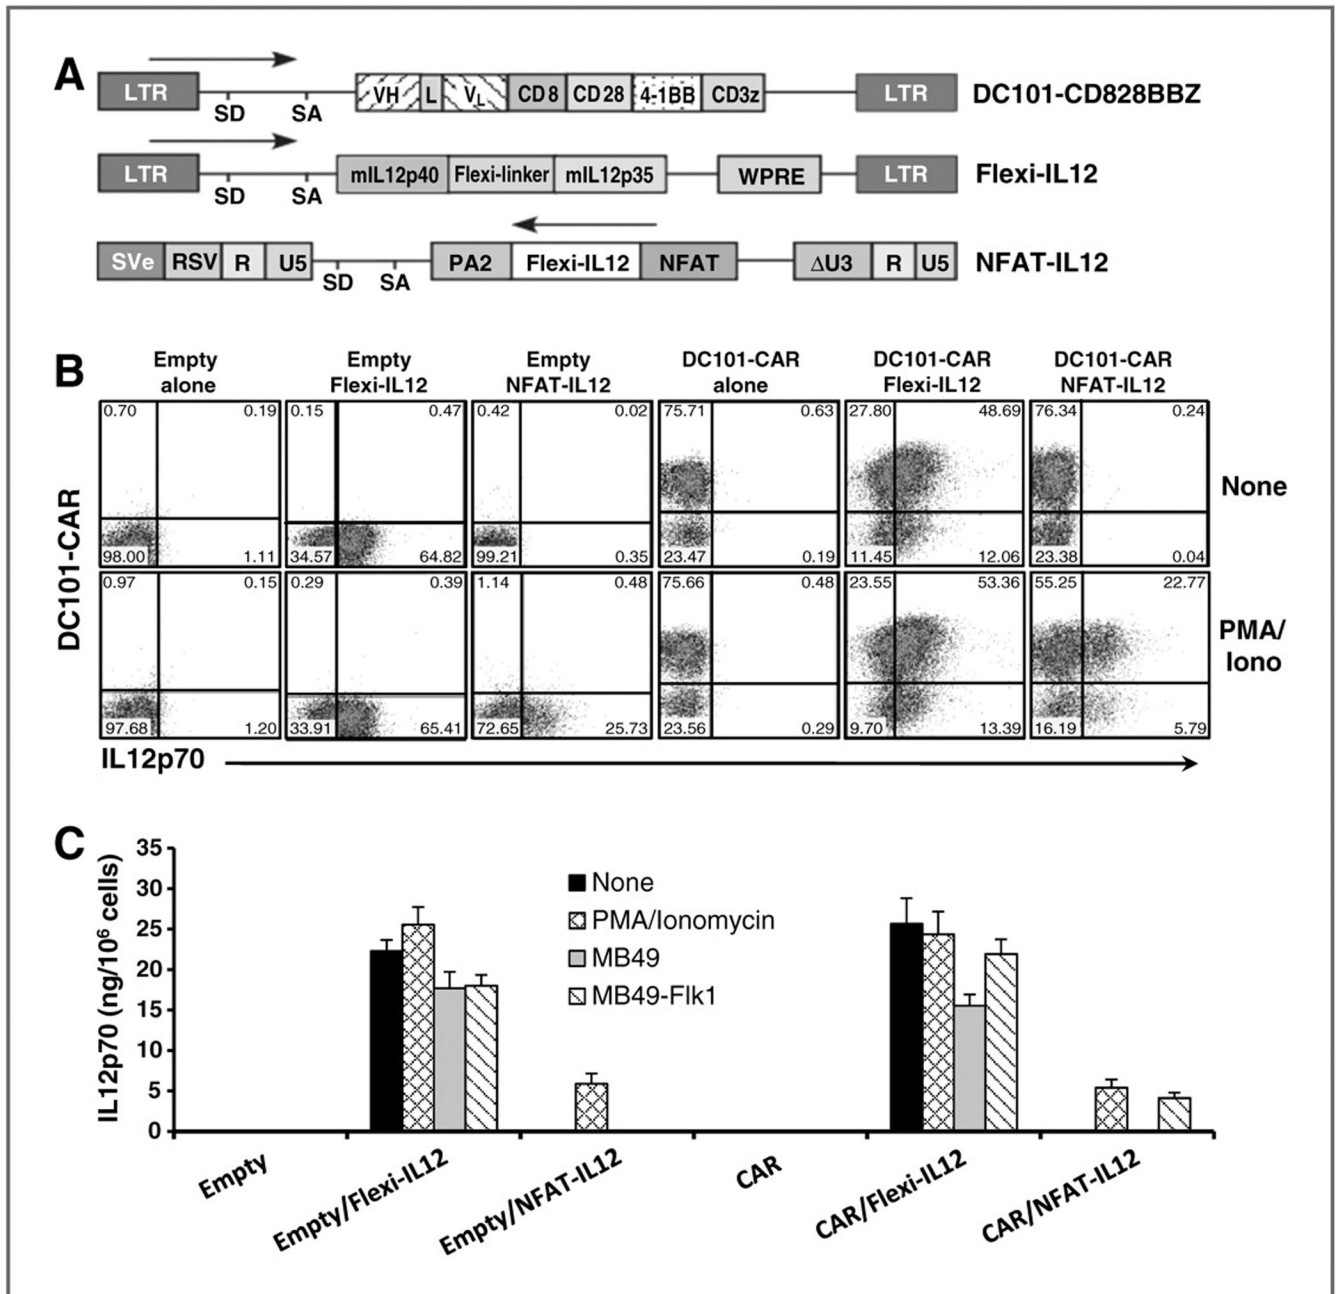 A
LTR SD SA VH L VL CD8 CD28 4-1BB CD3z LTR DC101-CD828BBZ
LTR SD SA mIL12p40 Flexi-linker mIL12p35 WPRE LTR Flexi-IL12
SVe RSV R U5 SD SA PA2 Flexi-IL12 NFAT ΔU3 R U5 NFAT-IL12
B
Empty alone
Empty Flexi-IL12
Empty NFAT-IL12
DC101-CAR alone
DC101-CAR Flexi-IL12
DC101-CAR NFAT-IL12
DC101-CAR
0.70 0.19 0.15 0.47 0.42 0.02 75.71 0.63 27.80 48.69 76.34 0.24
None
98.00 1.11 34.57 64.82 99.21 0.35 23.47 0.19 11.45 12.06 23.38 0.04
0.97 0.15 0.29 0.39 1.14 0.48 75.66 0.48 23.55 53.36 55.25 22.77
PMA/
Iono
97.68 1.20 33.91 65.41 72.65 25.73 23.56 0.29 9.70 13.39 16.19 5.79
IL12p70
C
IL12p70 (ng/10⁶ cells)
35
30
25
20
15
10
5
0
None
PMA/Ionomycin
MB49
MB49-Flk1
Empty
Empty/Flexi-IL12
Empty/NFAT-IL12
CAR
CAR/Flexi-IL12
CAR/NFAT-IL12